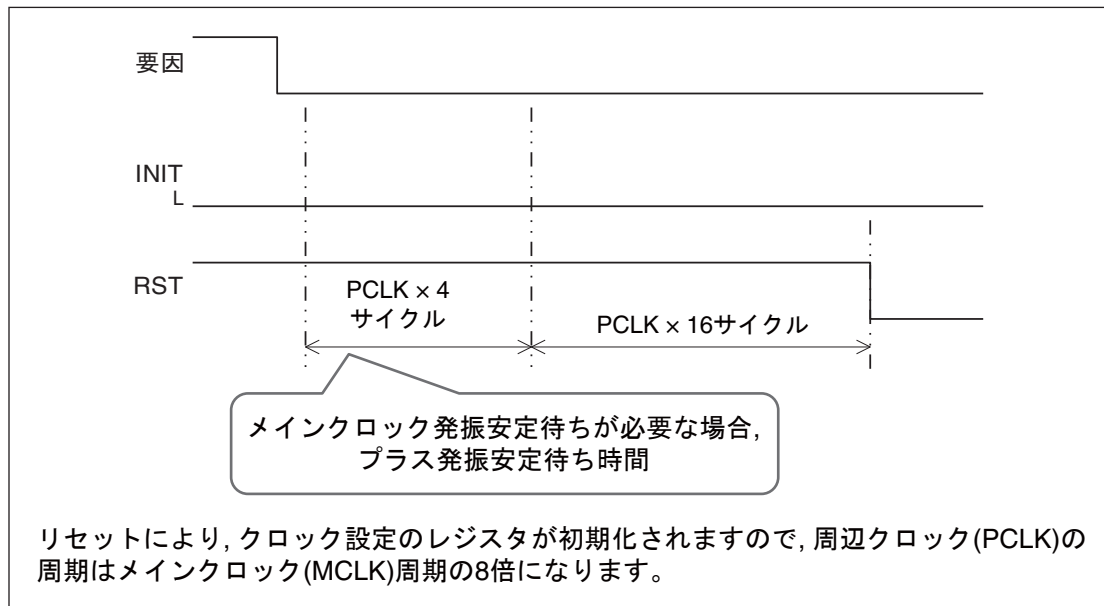 要因
INIT
L
RST
PCLK × 4
サイクル
PCLK × 16サイクル
メインクロック発振安定待ちが必要な場合,
プラス発振安定待ち時間
リセットにより, クロック設定のレジスタが初期化されますので, 周辺クロック(PCLK)の
周期はメインクロック(MCLK)周期の8倍になります。